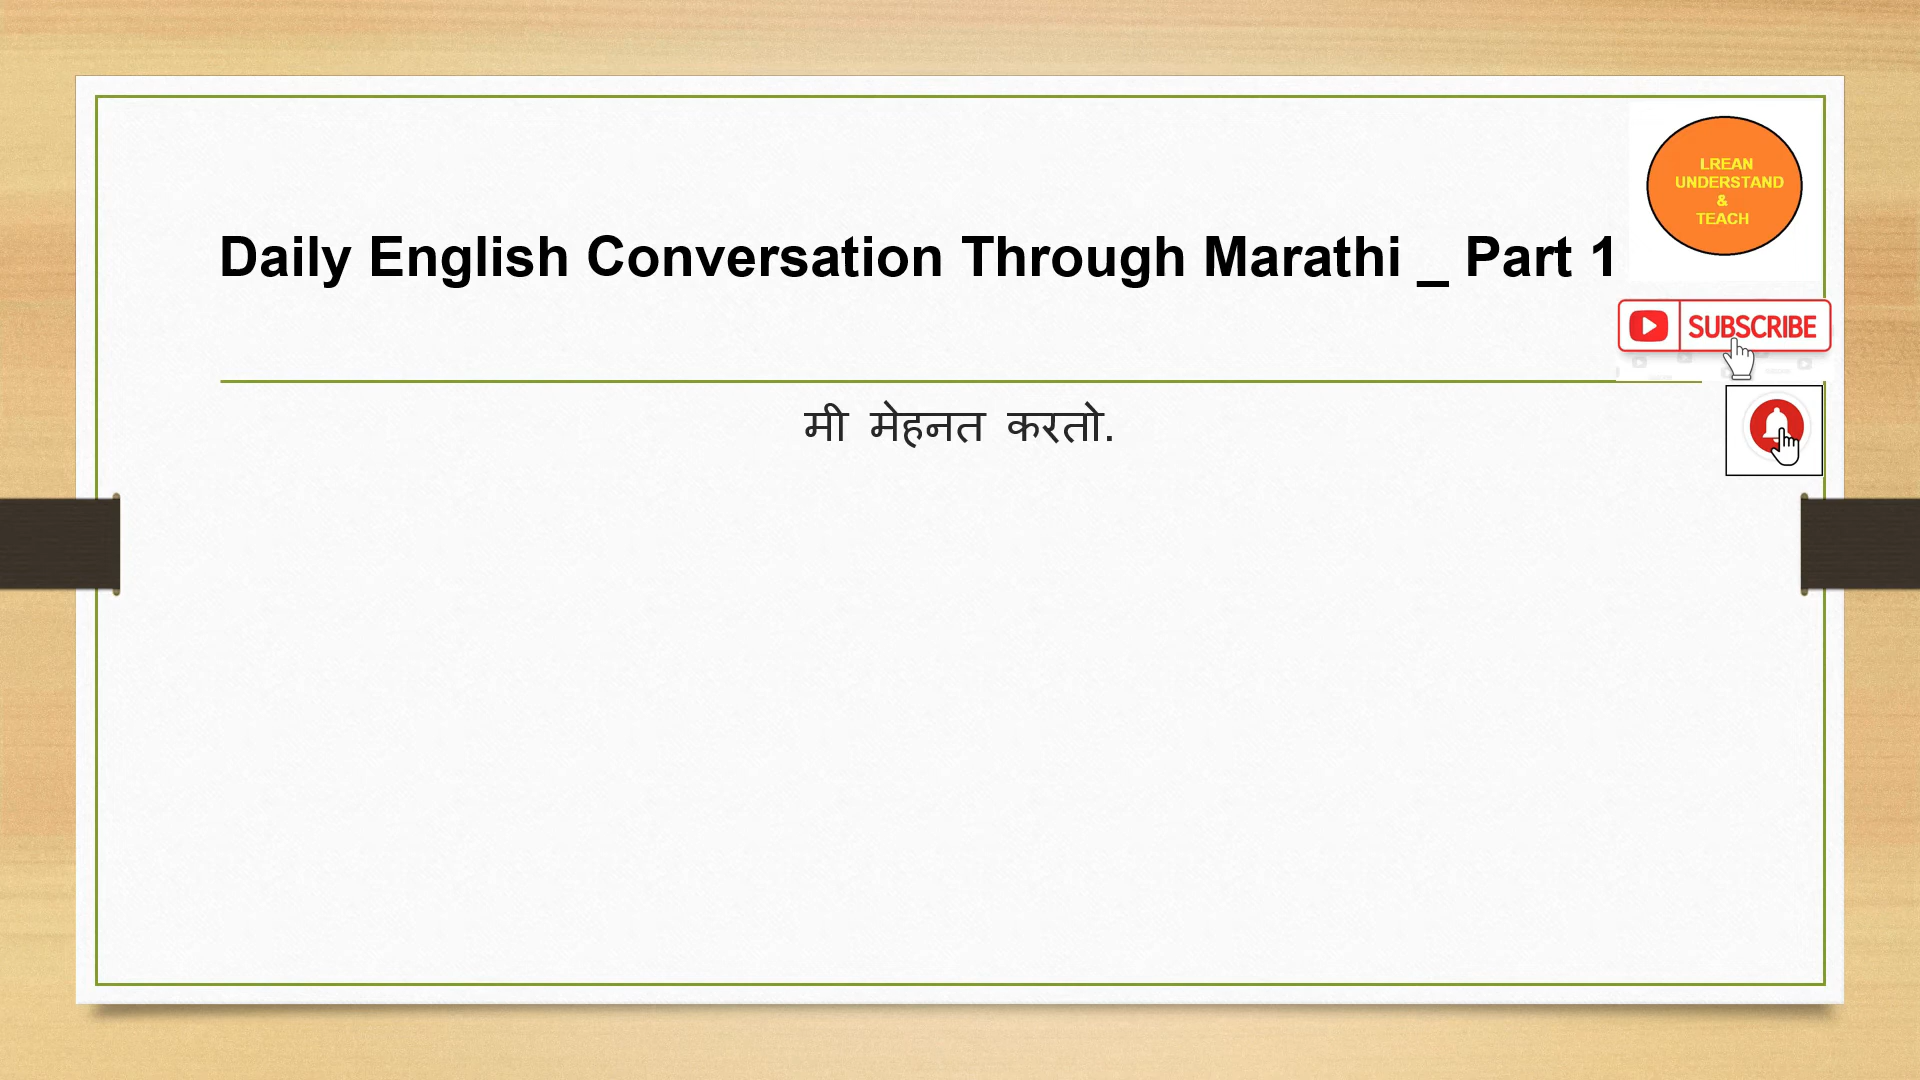 Daily English Conversation Through Marathi _ Part 1
LREAN
UNDERSTAND
&
TEACH
SUBSCRIBE
मी मेहनत करतो.